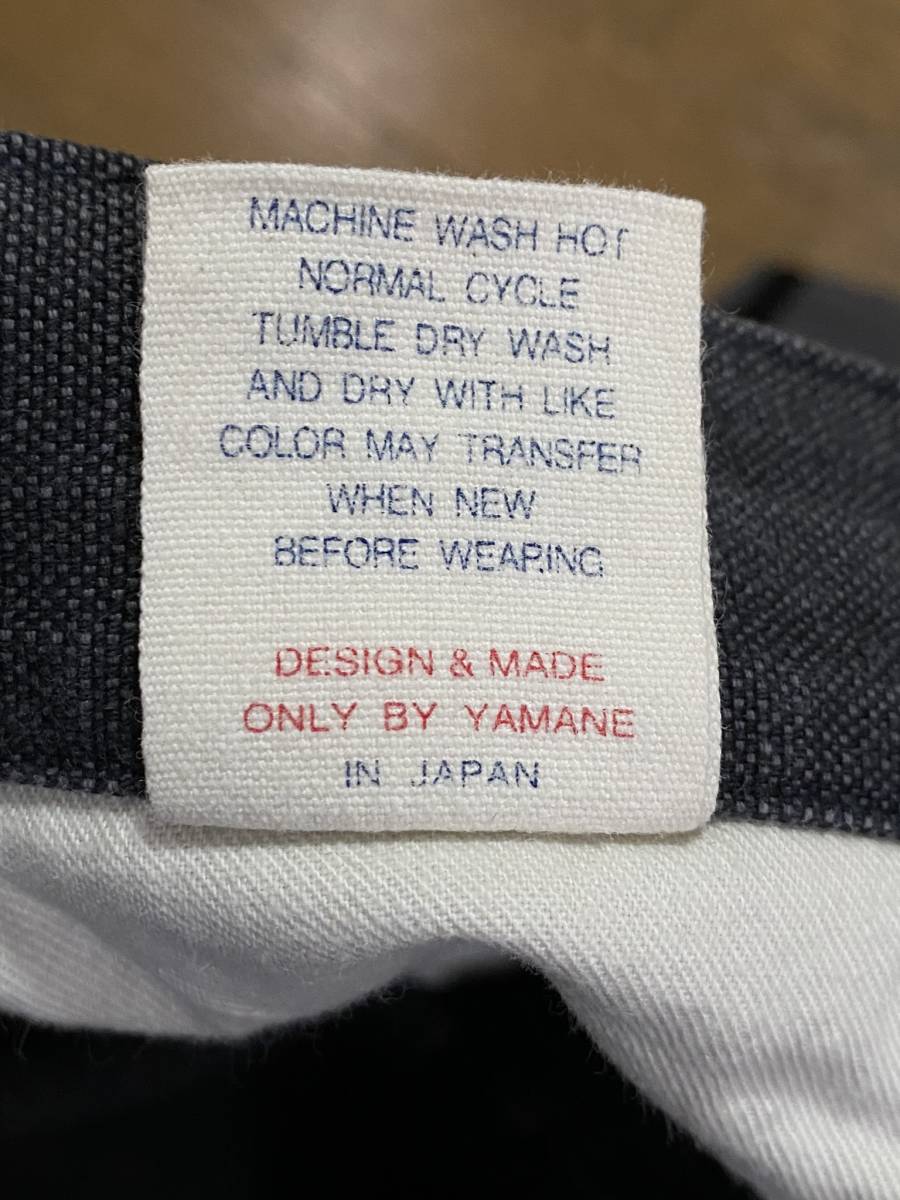 MACHINE WASH HOT
NORMAL CYCLE
TUMBLE DRY WASH
AND DRY WITH LIKE
COLOR MAY TRANSFER
WHEN NEW
BEFORE WEARING
DESIGN & MADE
ONLY BY YAMANE
IN JAPAN